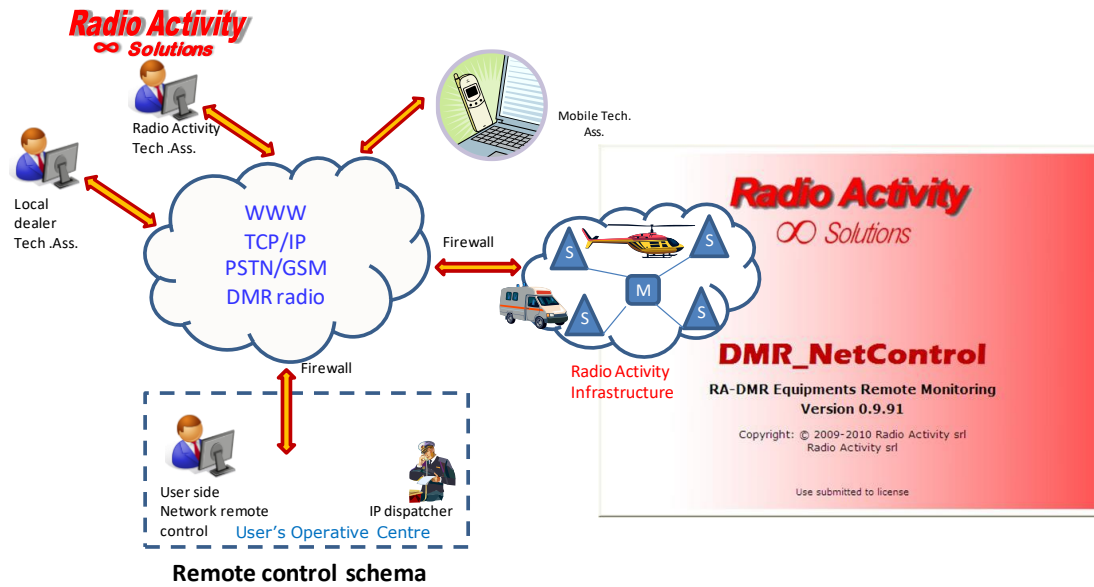 Radio Activity
∞ Solutions
Radio Activity
Tech .Ass.
Local
dealer
Tech .Ass.
Mobile Tech.
Ass.
WWW
TCP/IP
PSTN/GSM
DMR radio
Firewall
S
S
M
S
S
Radio Activity
Infrastructure
Firewall
User side
Network remote
control
IP dispatcher
User's Operative Centre
Remote control schema
Radio Activity
∞ Solutions
DMR_NetControl
RA-DMR Equipments Remote Monitoring
Version 0.9.91
Copyright: © 2009-2010 Radio Activity srl
Radio Activity srl
Use submitted to license